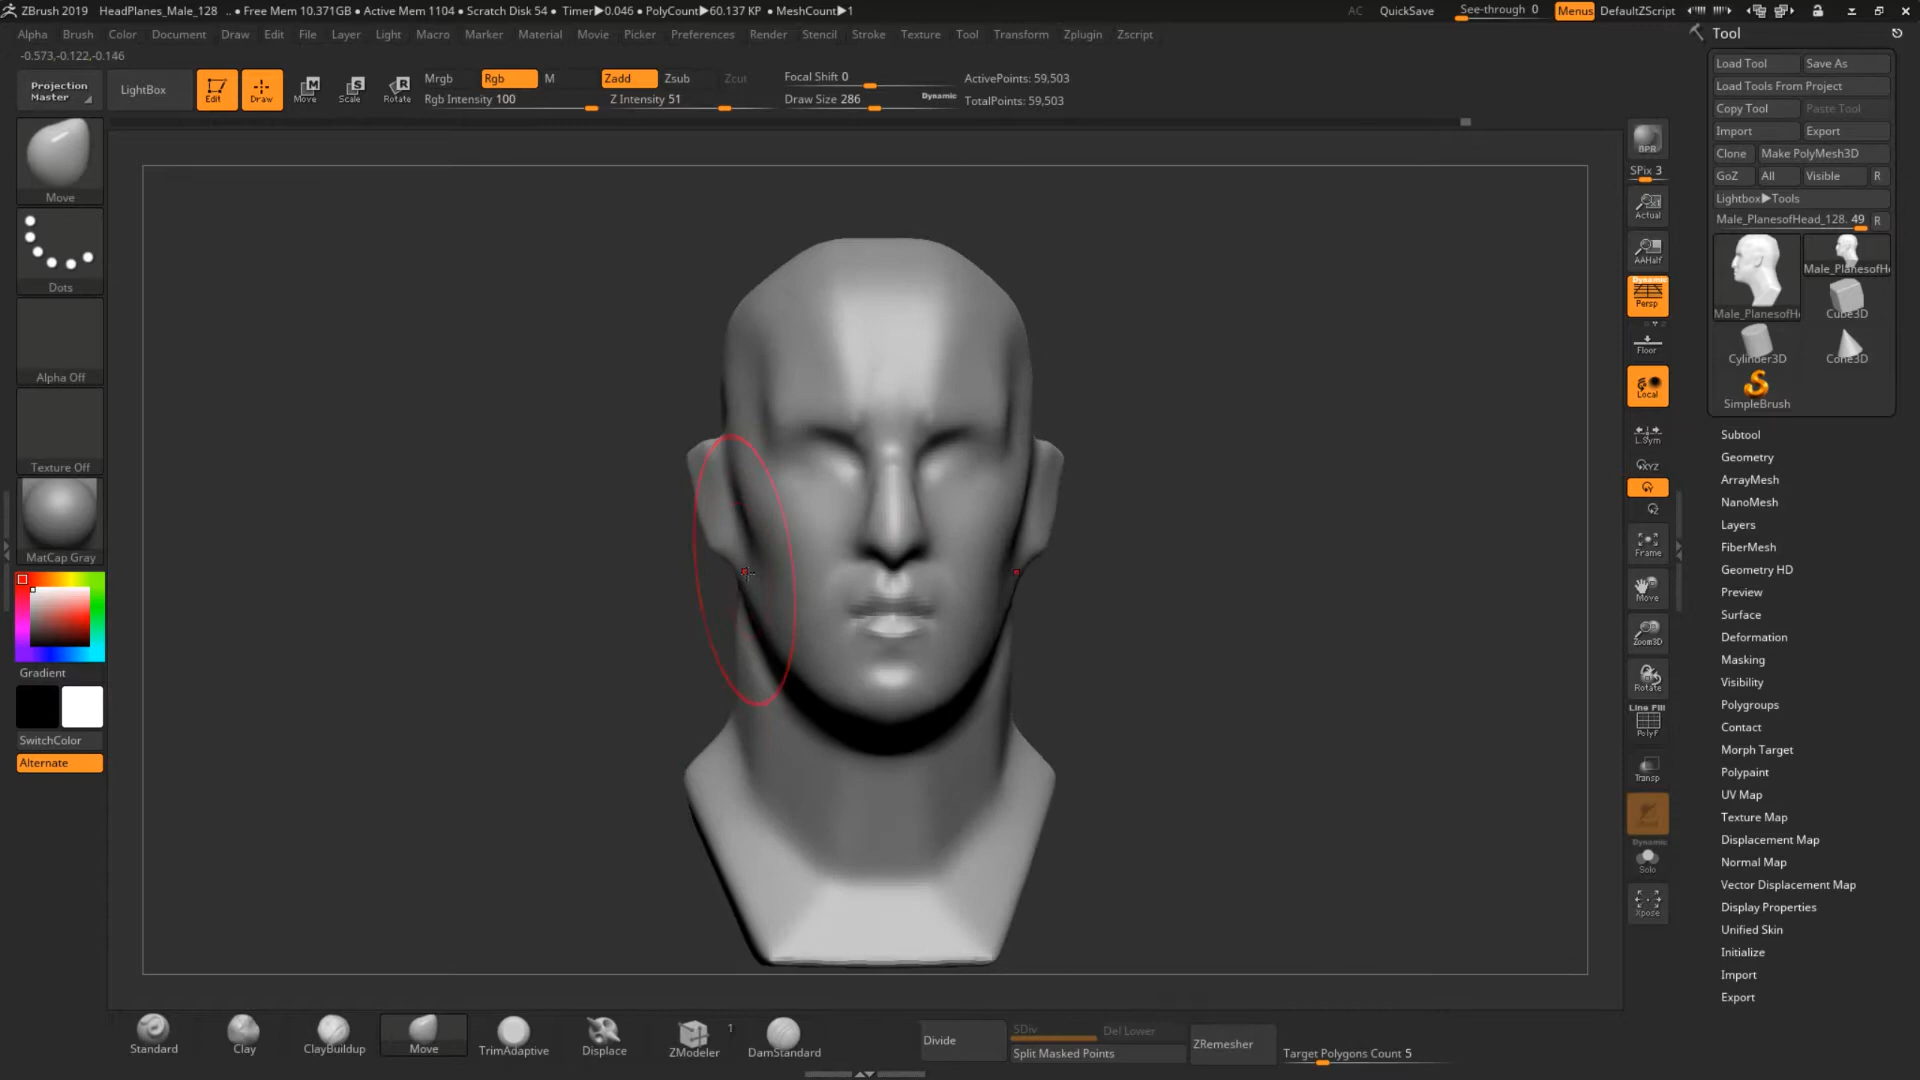 ZBrush 2019 HeadPlanes_Male_128 .. • Free Mem 10.371GB • Active Mem 1104 • Scratch Disk 54 • Timer▶0.046 • PolyCount▶60.137 KP • MeshCount▶1 AC QuickSave See-through 0 Menus DefaultZScript
Alpha Brush Color Document Draw Edit File Layer Light Macro Marker Material Movie Picker Preferences Render Stencil Stroke Texture Tool Transform Zplugin Zscript
-0.573,-0.122,-0.146
Projection Master
LightBox
Edit
Draw
Move
Scale
Rotate
Mrgb Rgb M Zadd Zsub Zcut
Rgb Intensity 100 Z Intensity 51
Focal Shift 0
Draw Size 286 Dynamic
ActivePoints: 59,503
TotalPoints: 59,503
Move
Dots
Alpha Off
Texture Off
MatCap Gray
Gradient
SwitchColor
Alternate
BPR
SPix 3
Actual
AAHalf
Dynamic
Persp
Floor
Local
L.Sym
XYZ
Y
Z
Frame
Move
Zoom3D
Rotate
Line Fill
PolyF
Transp
Dynamic
Solo
Xpose
Tool
Load Tool Save As
Load Tools From Project
Copy Tool Paste Tool
Import Export
Clone Make PolyMesh3D
GoZ All Visible R
Lightbox▶Tools
Male_PlanesofHead_128. 49 R
Male_PlanesofH
Male_PlanesofH
Cube3D
Cylinder3D
Cone3D
SimpleBrush
Subtool
Geometry
ArrayMesh
NanoMesh
Layers
FiberMesh
Geometry HD
Preview
Surface
Deformation
Masking
Visibility
Polygroups
Contact
Morph Target
Polypaint
UV Map
Texture Map
Displacement Map
Normal Map
Vector Displacement Map
Display Properties
Unified Skin
Initialize
Import
Export
Standard
Clay
ClayBuildup
Move
TrimAdaptive
Displace
1
ZModeler
DamStandard
Divide
SDiv
Del Lower
Split Masked Points
ZRemesher
Target Polygons Count 5